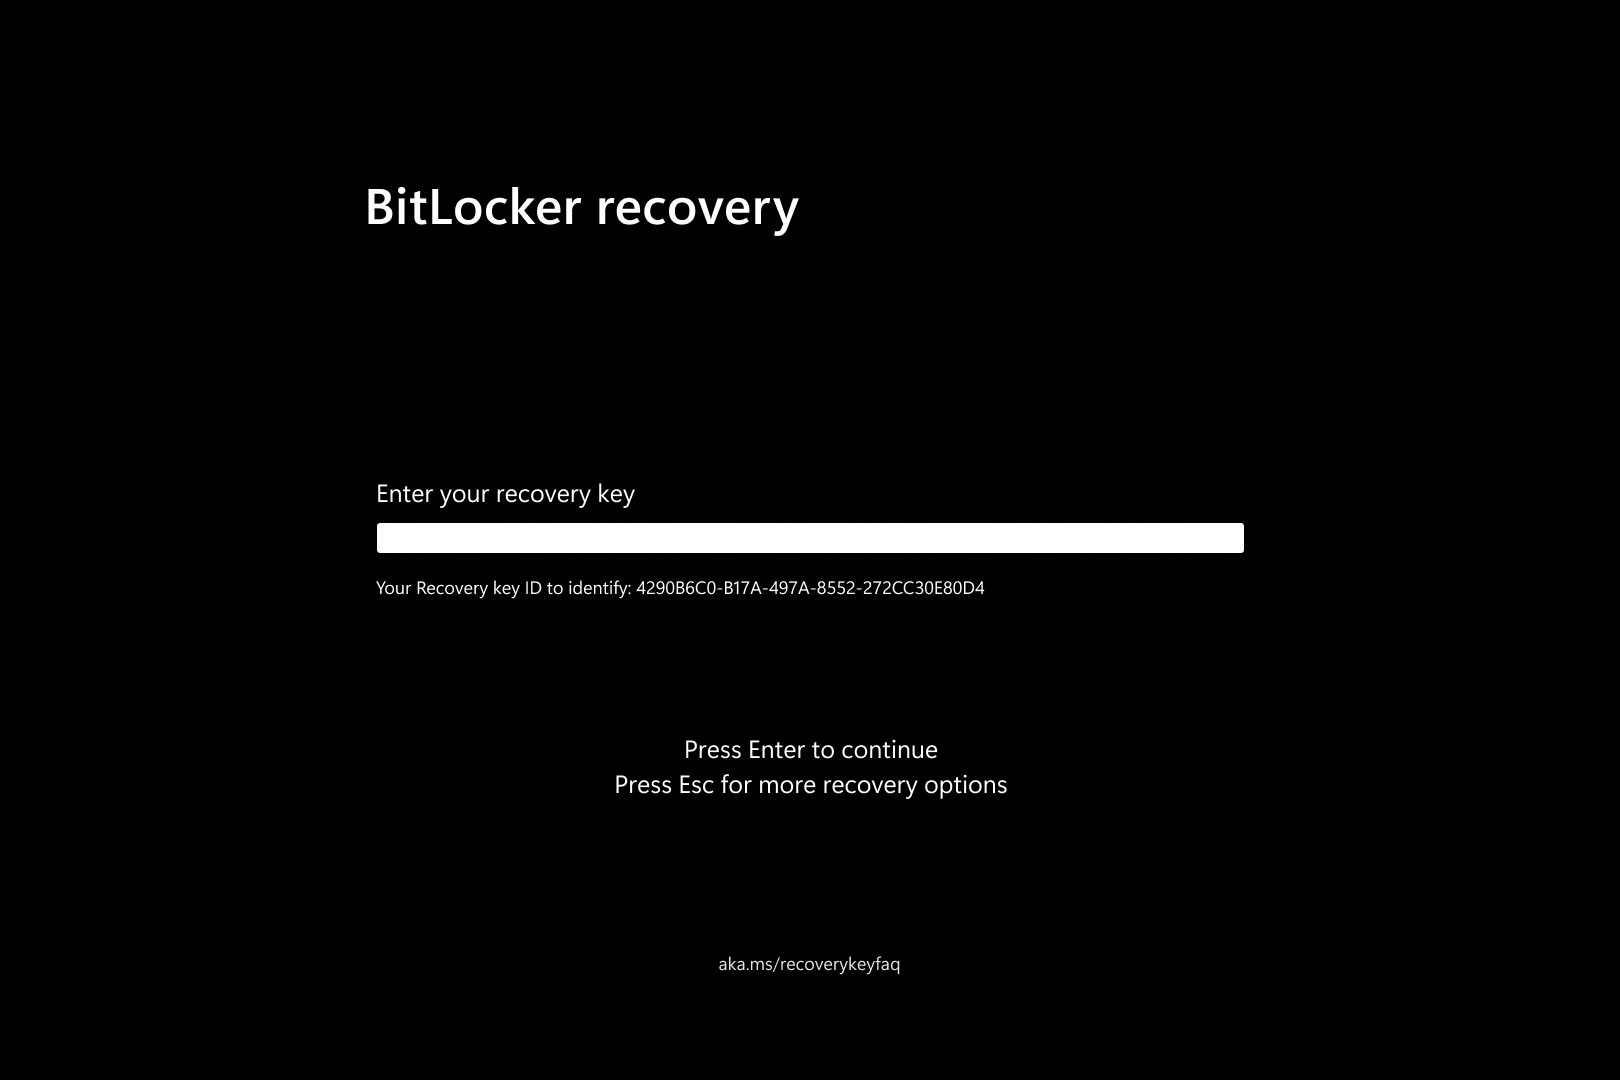 BitLocker recovery
Enter your recovery key
Your Recovery key ID to identify: 4290B6C0-B17A-497A-8552-272CC30E80D4
Press Enter to continue
Press Esc for more recovery options
aka.ms/recoverykeyfaq